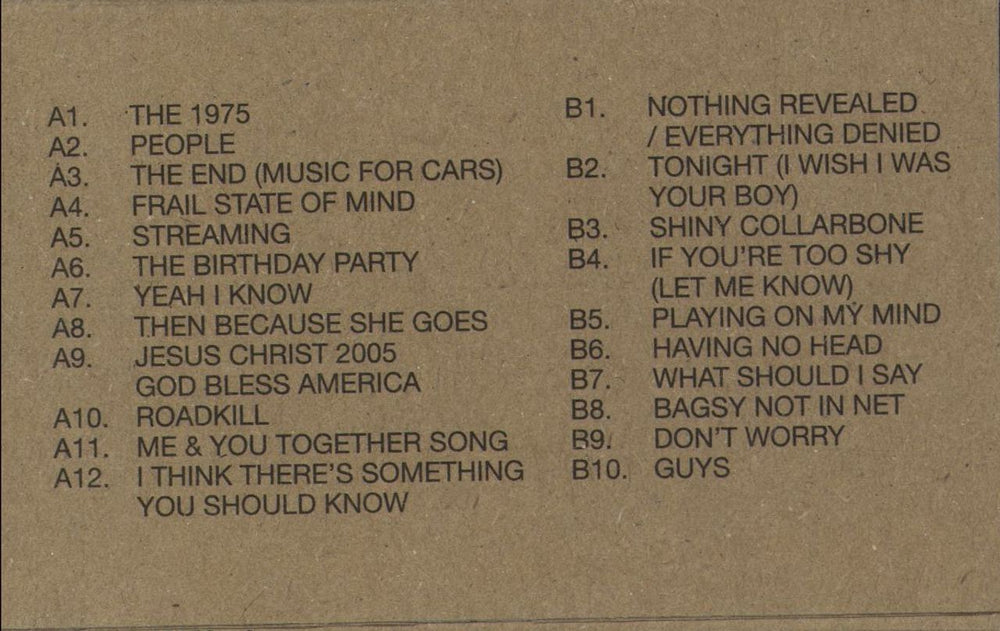 A1. THE 1975
A2. PEOPLE
A3. THE END (MUSIC FOR CARS)
A4. FRAIL STATE OF MIND
A5. STREAMING
A6. THE BIRTHDAY PARTY
A7. YEAH I KNOW
A8. THEN BECAUSE SHE GOES
A9. JESUS CHRIST 2005
GOD BLESS AMERICA
A10. ROADKILL
A11. ME & YOU TOGETHER SONG
A12. I THINK THERE'S SOMETHING
YOU SHOULD KNOW
B1. NOTHING REVEALED
/ EVERYTHING DENIED
B2. TONIGHT (I WISH I WAS
YOUR BOY)
B3. SHINY COLLARBONE
B4. IF YOU'RE TOO SHY
(LET ME KNOW)
B5. PLAYING ON MY MIND
B6. HAVING NO HEAD
B7. WHAT SHOULD I SAY
B8. BAGSY NOT IN NET
B9. DON'T WORRY
B10. GUYS